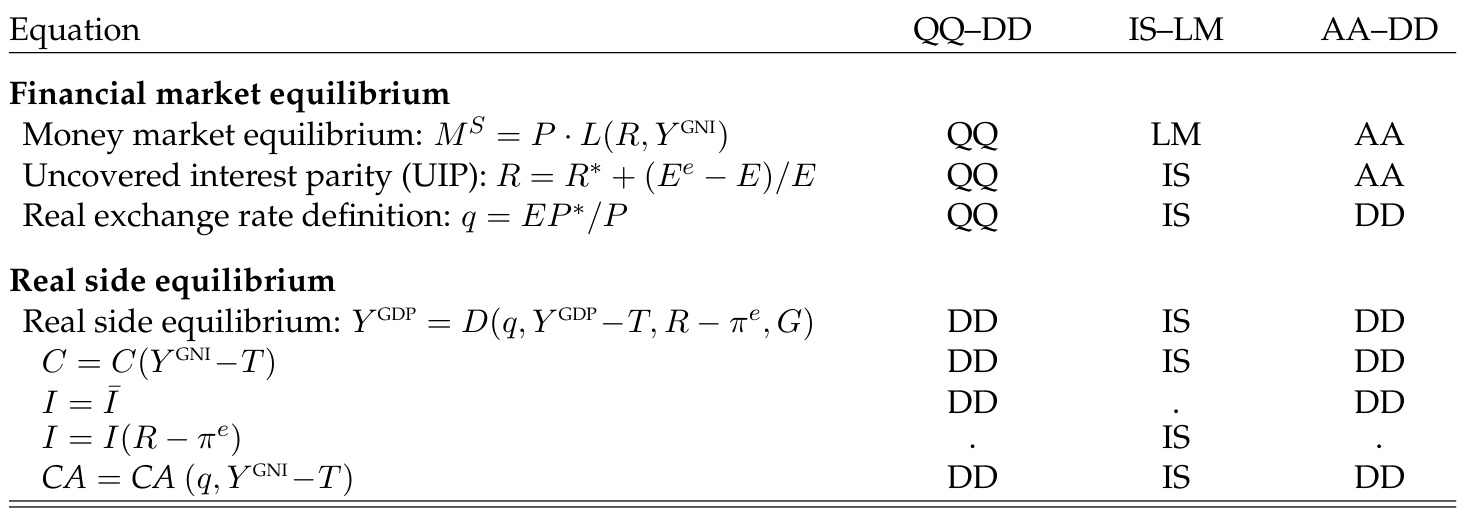 Equation QQ–DD IS–LM AA–DD
Financial market equilibrium
Money market equilibrium: $M^S = P \cdot L(R, Y^{\text{GNI}})$ QQ LM AA
Uncovered interest parity (UIP): $R = R^* + (E^e - E)/E$ QQ IS AA
Real exchange rate definition: $q = EP^*/P$ QQ IS DD
Real side equilibrium
Real side equilibrium: $Y^{\text{GDP}} = D(q, Y^{\text{GDP}} - T, R - \pi^e, G)$ DD IS DD
$C = C(Y^{\text{GNI}} - T)$ DD IS DD
$I = \bar{I}$ DD . DD
$I = I(R - \pi^e)$ . IS .
$CA = CA\,(q, Y^{\text{GNI}} - T)$ DD IS DD